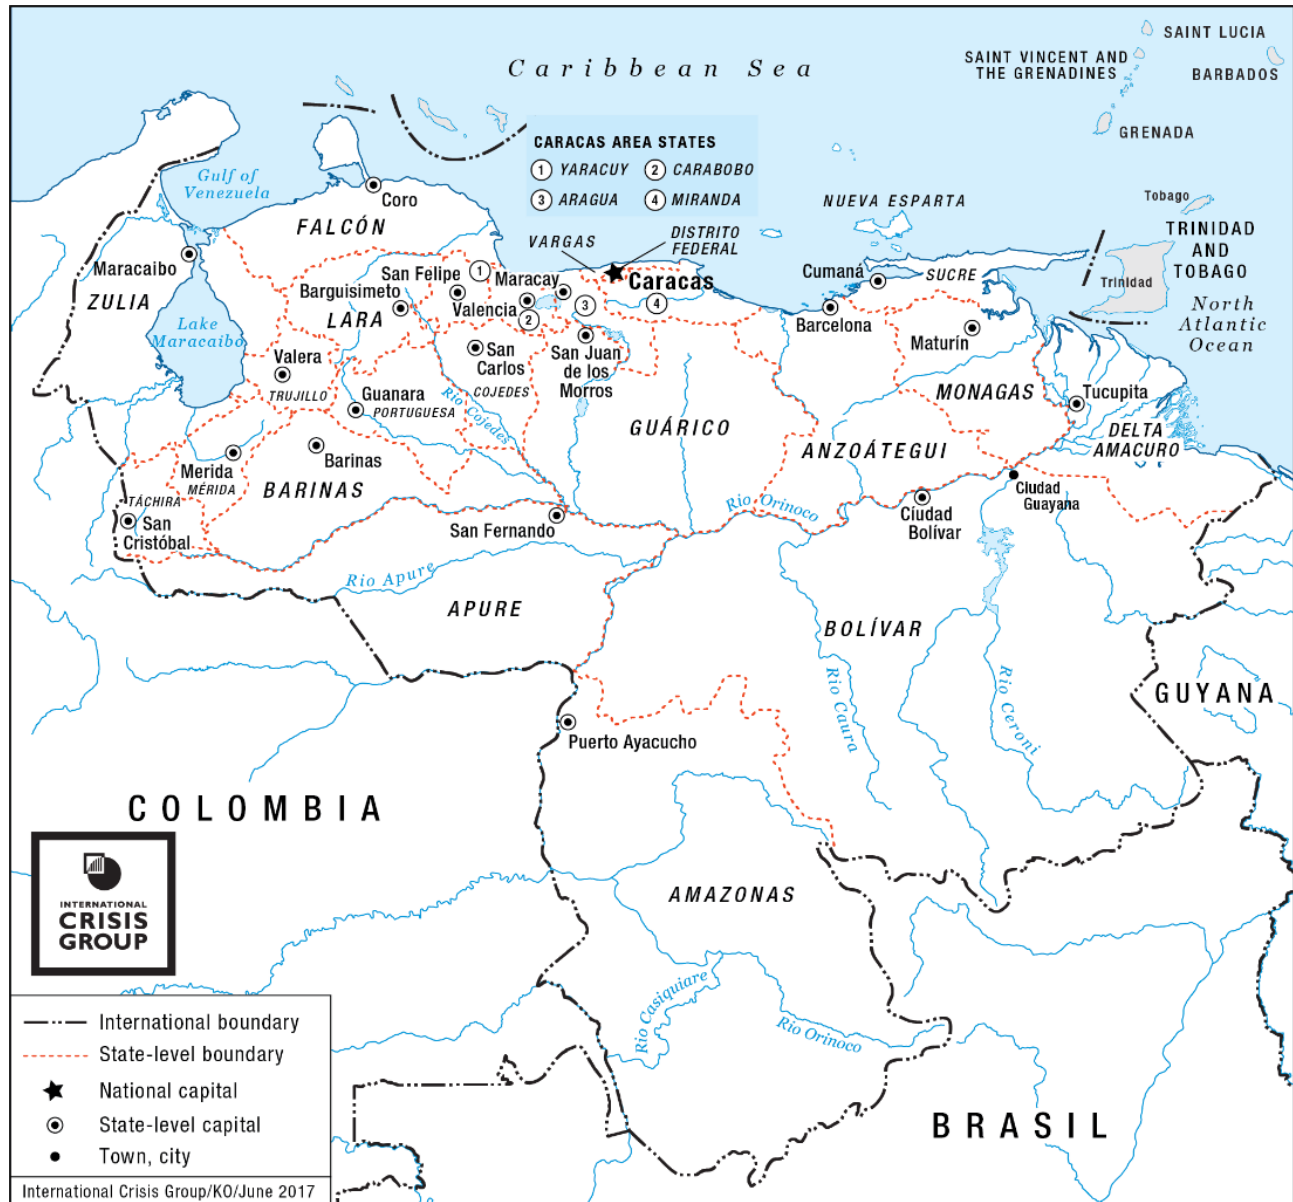 Caribbean Sea
SAINT LUCIA
SAINT VINCENT AND
THE GRENADINES
BARBADOS
GRENADA
CARACAS AREA STATES
1 YARACUY 2 CARABOBO
3 ARAGUA 4 MIRANDA
Gulf of
Venezuela
Coro
FALCÓN
NUEVA ESPARTA
Tobago
TRINIDAD
AND
TOBAGO
Trinidad
North
Atlantic
Ocean
VARGAS
DISTRITO
FEDERAL
Maracaibo
ZULIA
Lake
Maracaibo
San Felipe
1
Maracay
Caracas
Barguisimeto
LARA
Valencia
2
3
4
Cumaná
SUCRE
Barcelona
Maturín
Valera
TRUJILLO
San
Carlos
COJEDES
San Juan
de los
Morros
Guanara
PORTUGUESA
Rio Cojedes
GUÁRICO
MONAGAS
Tucupita
DELTA
AMACURO
ANZOÁTEGUI
Merida
MÉRIDA
Barinas
BARINAS
TÁCHIRA
San
Cristóbal
San Fernando
Rio Orinoco
Ciudad
Bolívar
Ciudad
Guayana
Rio Apure
APURE
BOLÍVAR
Rio Caura
Rio Ceroni
GUYANA
Puerto Ayacucho
COLOMBIA
AMAZONAS
Rio Casiquiare
Rio Orinoco
BRASIL
INTERNATIONAL
CRISIS
GROUP
International boundary
State-level boundary
National capital
State-level capital
Town, city
International Crisis Group/KO/June 2017